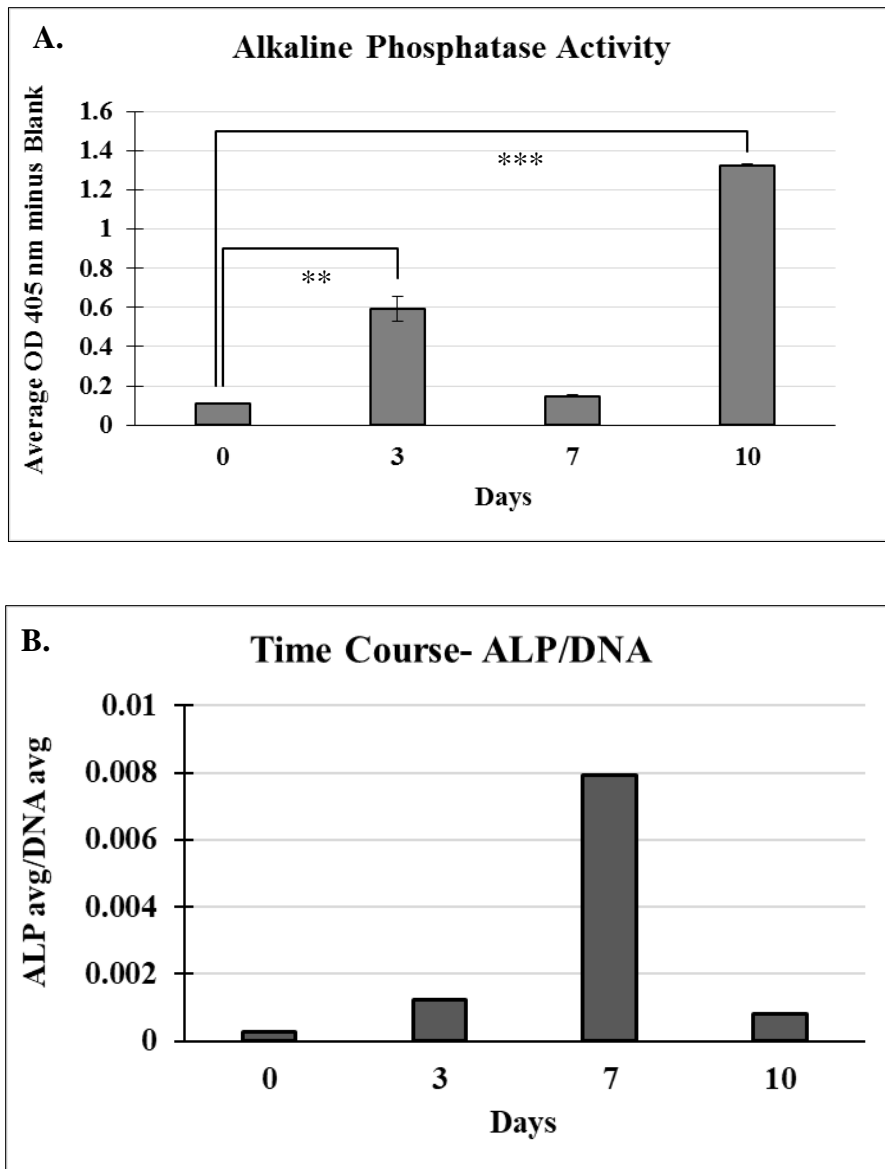 A.
Alkaline Phosphatase Activity
Average OD 405 nm minus Blank
1.6
1.4
1.2
1
0.8
0.6
0.4
0.2
0
***
**
0 3 7 10
Days
B.
Time Course- ALP/DNA
ALP avg/DNA avg
0.01
0.008
0.006
0.004
0.002
0
0 3 7 10
Days